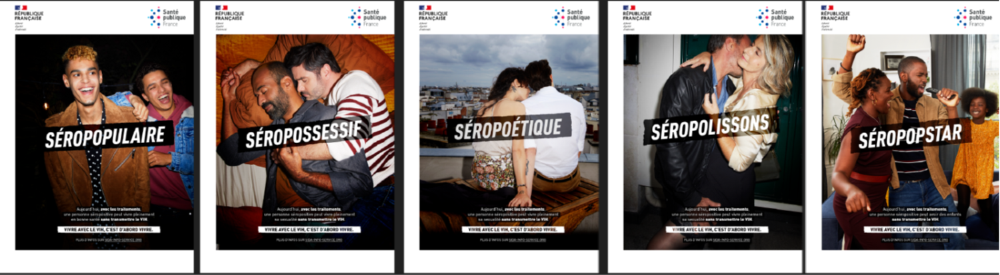 RÉPUBLIQUE
FRANÇAISE
Liberté
Égalité
Fraternité
Santé
publique
France
SÉROPOPULAIRE
Aujourd'hui, avec les traitements,
une personne séropositive peut vivre pleinement
en bonne santé sans transmettre le VIH.
VIVRE AVEC LE VIH, C'EST D'ABORD VIVRE.
PLUS D'INFOS SUR SIDA-INFO-SERVICE.ORG
RÉPUBLIQUE
FRANÇAISE
Liberté
Égalité
Fraternité
Santé
publique
France
SÉROPOSSESSIF
Aujourd'hui, avec les traitements,
une personne séropositive peut vivre pleinement
sa sexualité sans transmettre le VIH.
VIVRE AVEC LE VIH, C'EST D'ABORD VIVRE.
PLUS D'INFOS SUR SIDA-INFO-SERVICE.ORG
RÉPUBLIQUE
FRANÇAISE
Liberté
Égalité
Fraternité
Santé
publique
France
SÉROPOÉTIQUE
Aujourd'hui, avec les traitements,
une personne séropositive peut vivre pleinement
sa sexualité sans transmettre le VIH.
VIVRE AVEC LE VIH, C'EST D'ABORD VIVRE.
PLUS D'INFOS SUR SIDA-INFO-SERVICE.ORG
RÉPUBLIQUE
FRANÇAISE
Liberté
Égalité
Fraternité
Santé
publique
France
SÉROPOLISSONS
Aujourd'hui, avec les traitements,
une personne séropositive peut vivre pleinement
sa sexualité sans transmettre le VIH.
VIVRE AVEC LE VIH, C'EST D'ABORD VIVRE.
PLUS D'INFOS SUR SIDA-INFO-SERVICE.ORG
RÉPUBLIQUE
FRANÇAISE
Liberté
Égalité
Fraternité
Santé
publique
France
SÉROPOPSTAR
Aujourd'hui, avec les traitements,
une personne séropositive peut avoir des enfants
sans transmettre le VIH.
VIVRE AVEC LE VIH, C'EST D'ABORD VIVRE.
PLUS D'INFOS SUR SIDA-INFO-SERVICE.ORG